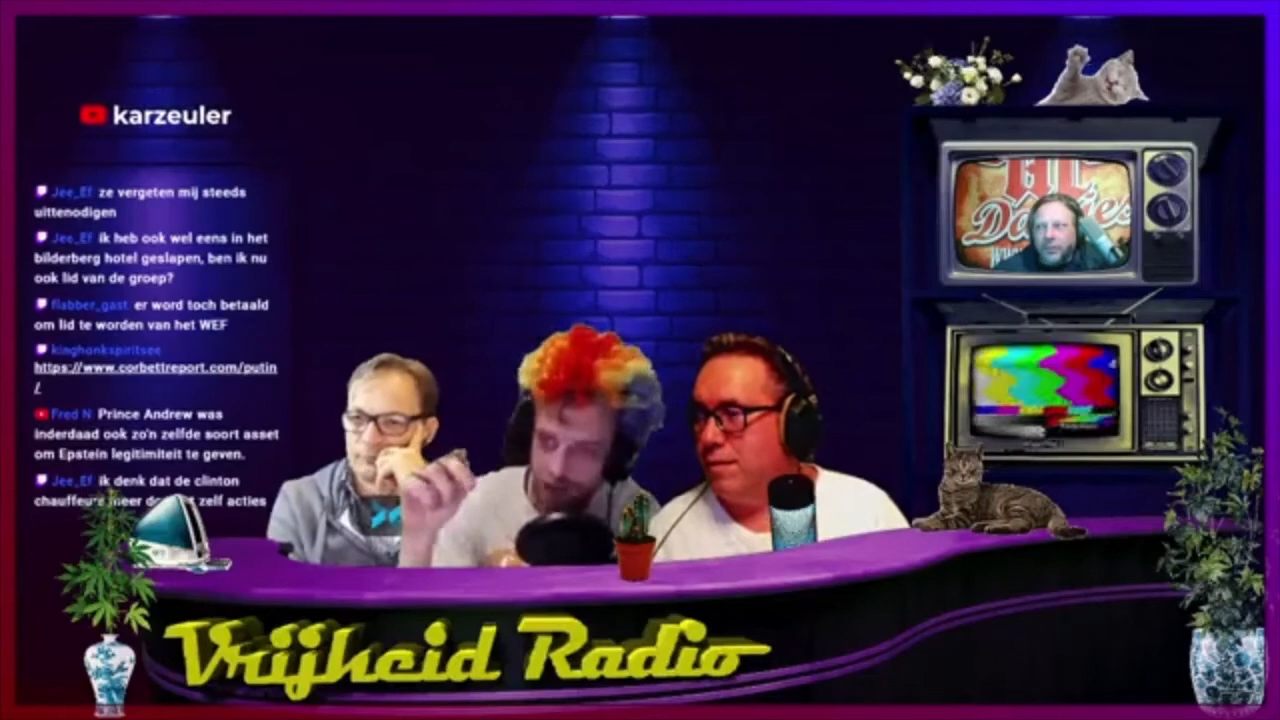 karzeuler
Jee_Ef: ze vergeten mij steeds
uittenodigen
Jee_Ef: ik heb ook wel eens in het
bilderberg hotel geslapen, ben ik nu
ook lid van de groep?
flabber_gast: er word toch betaald
om lid te worden van het WEF
kinghonkspiritsee:
https://www.corbettreport.com/putin
/
Fred N: Prince Andrew was
inderdaad ook zo'n zelfde soort asset
om Epstein legitimiteit te geven.
Jee_Ef: ik denk dat de clinton
chauffeurs meer zelf acties
Vrijheid Radio